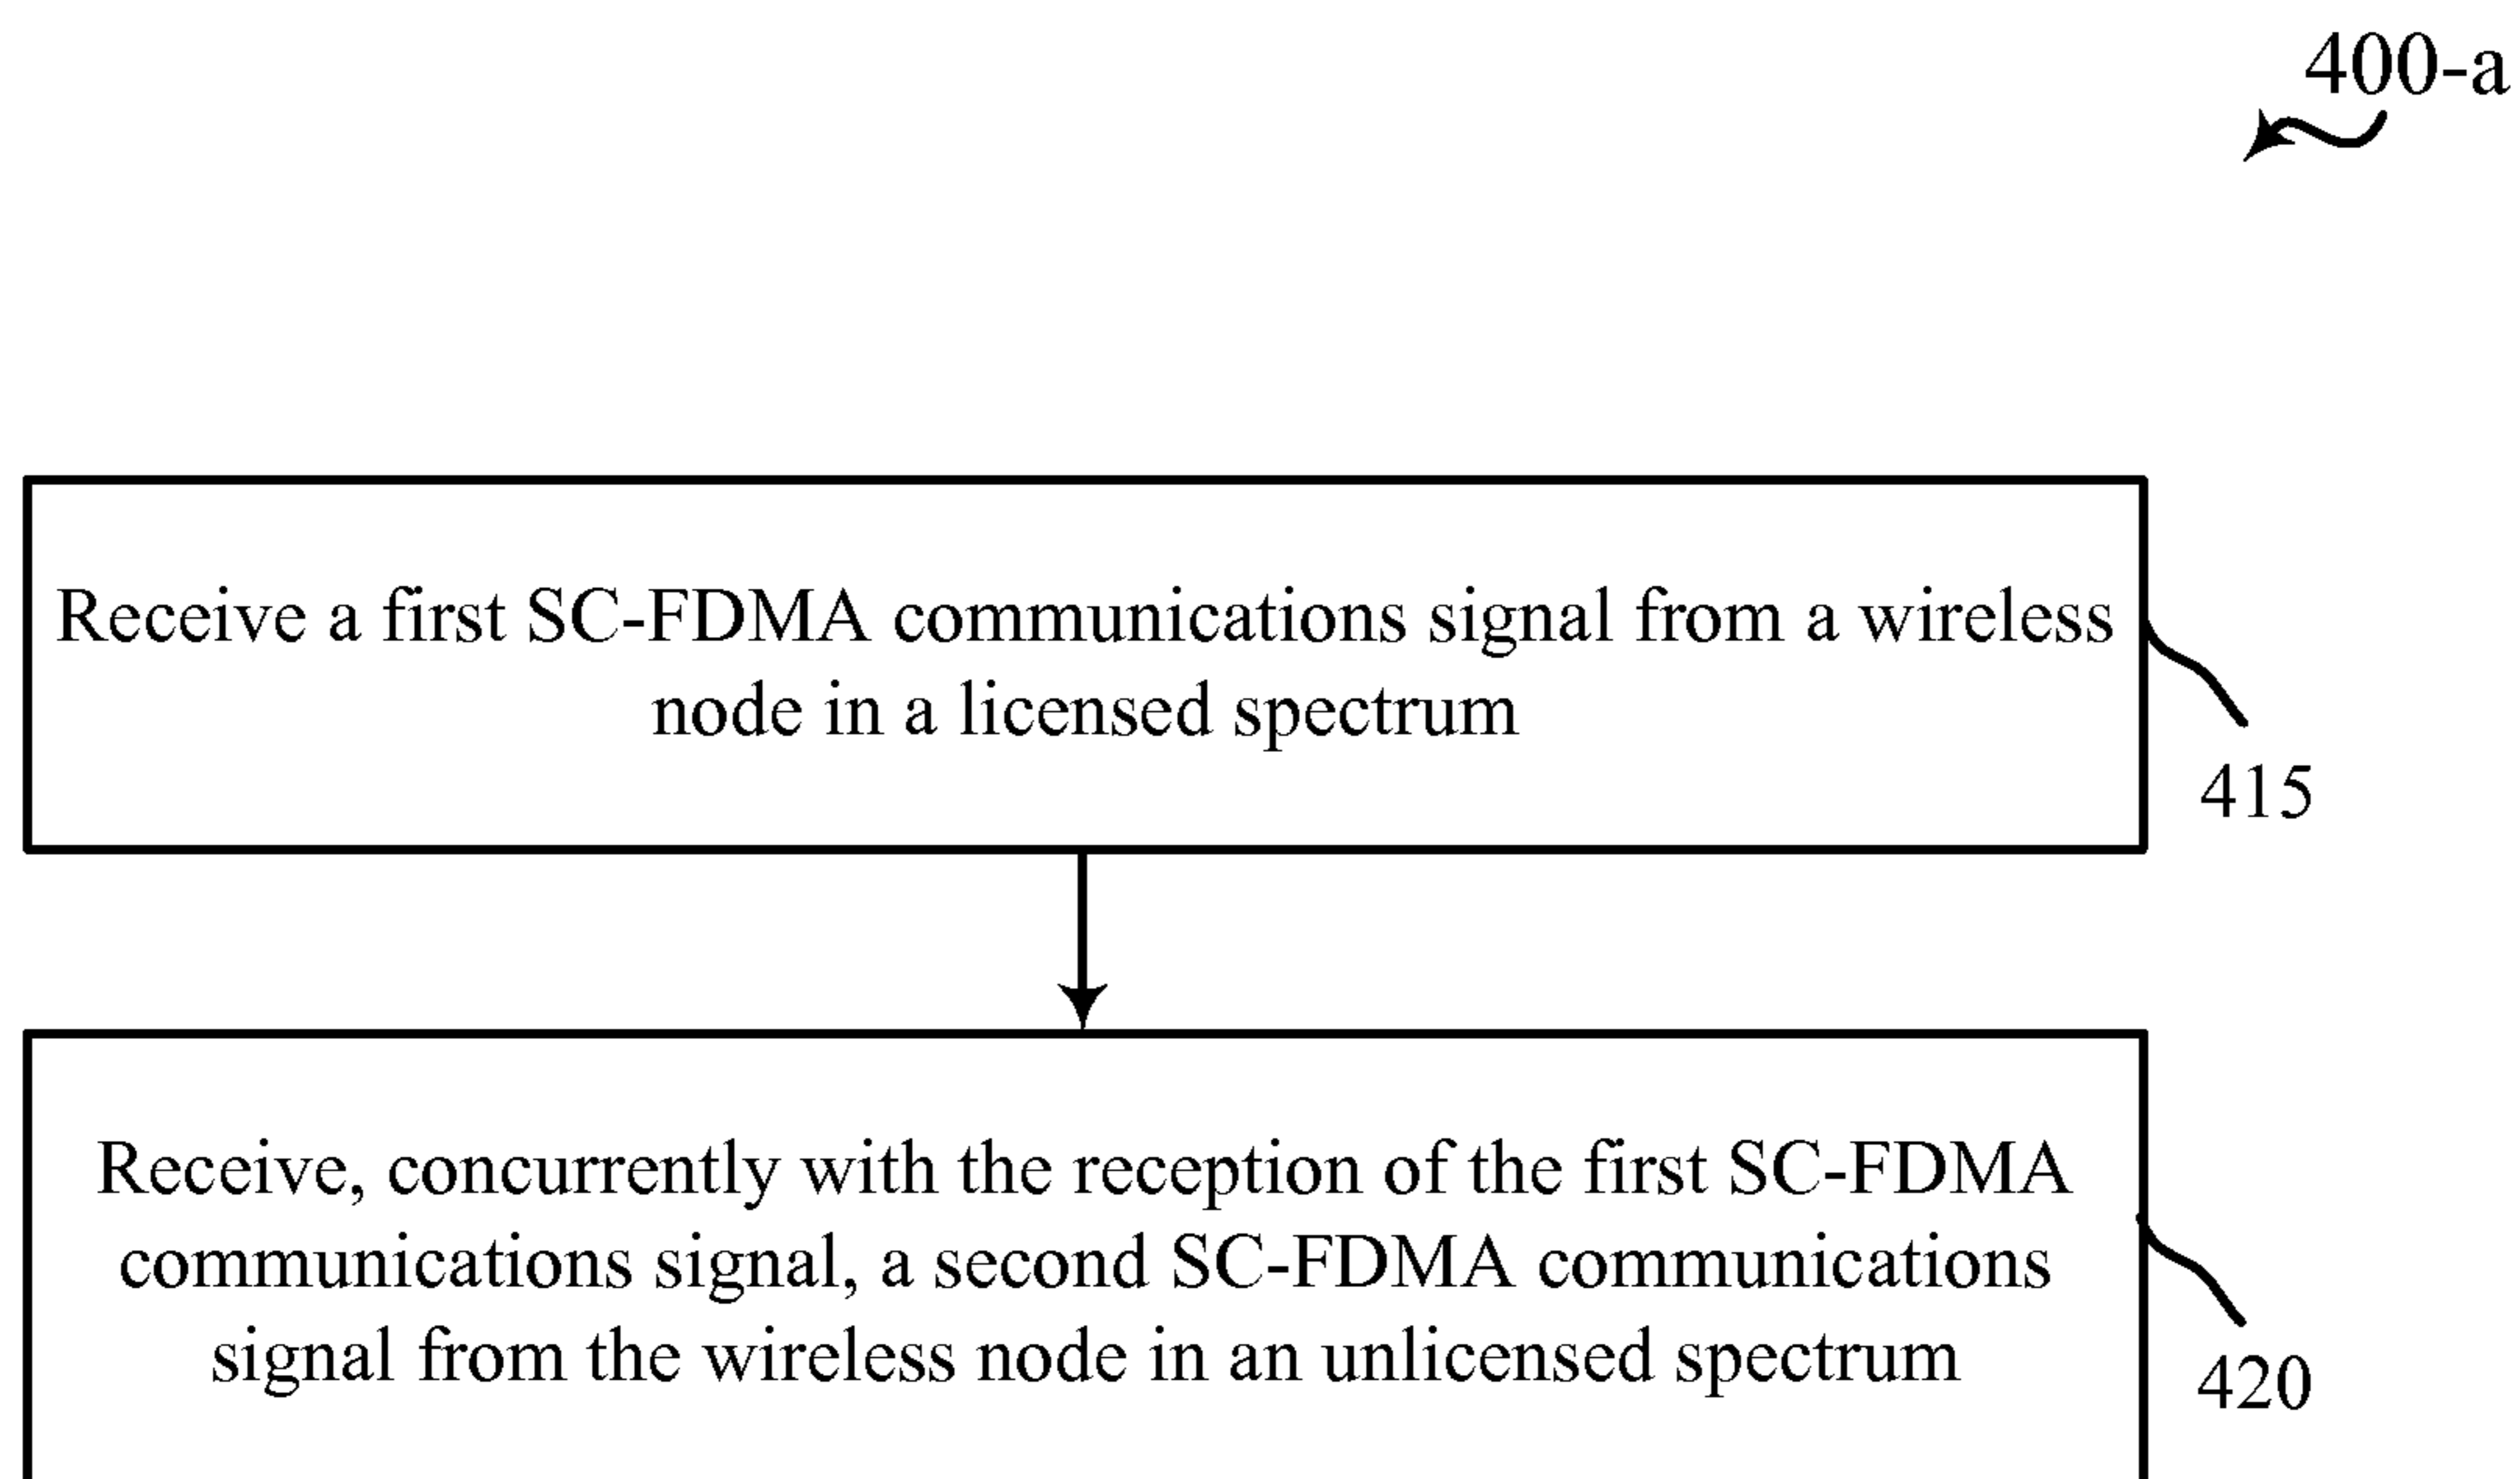 400-a
Receive a first SC-FDMA communications signal from a wireless
node in a licensed spectrum
415
Receive, concurrently with the reception of the first SC-FDMA
communications signal, a second SC-FDMA communications
signal from the wireless node in an unlicensed spectrum
420